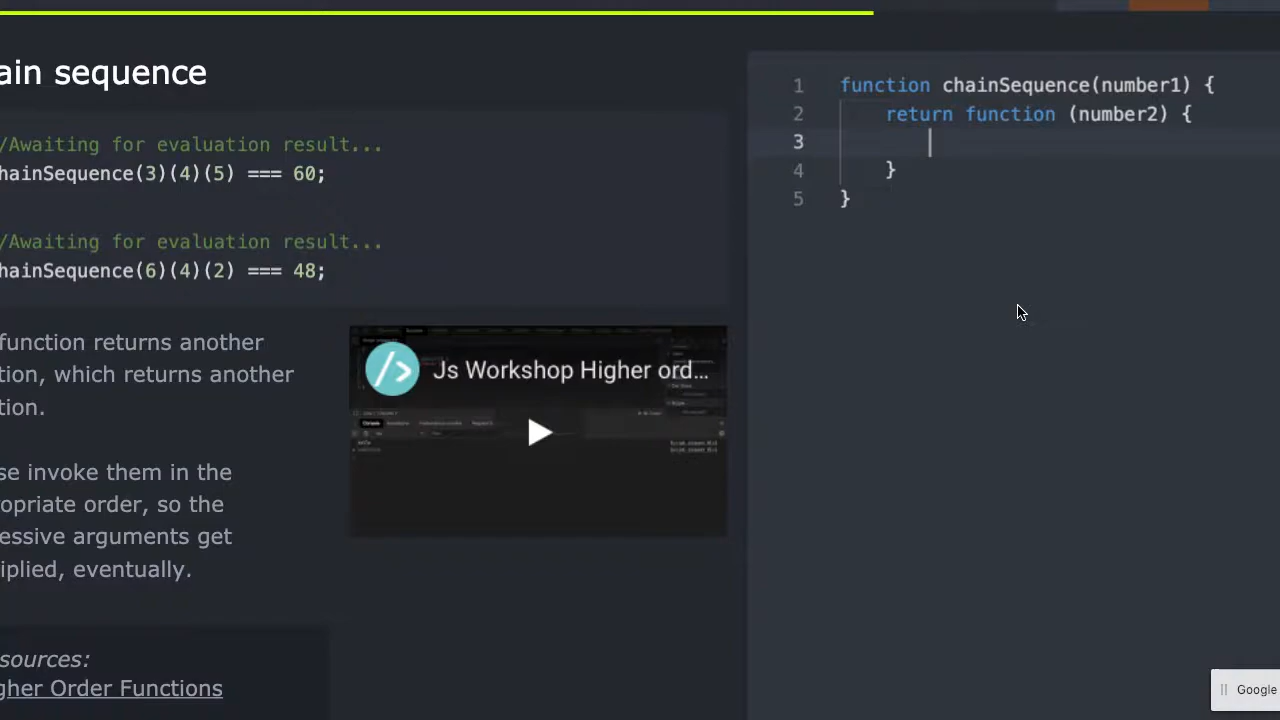 ain sequence
/Awaiting for evaluation result...
hainSequence(3)(4)(5) === 60;
/Awaiting for evaluation result...
hainSequence(6)(4)(2) === 48;
function returns another
tion, which returns another
tion.
se invoke them in the
ropriate order, so the
essive arguments get
iplied, eventually.
sources:
gher Order Functions
Js Workshop Higher ord...
1 function chainSequence(number1) {
2 return function (number2) {
3
4 }
5 }
Google